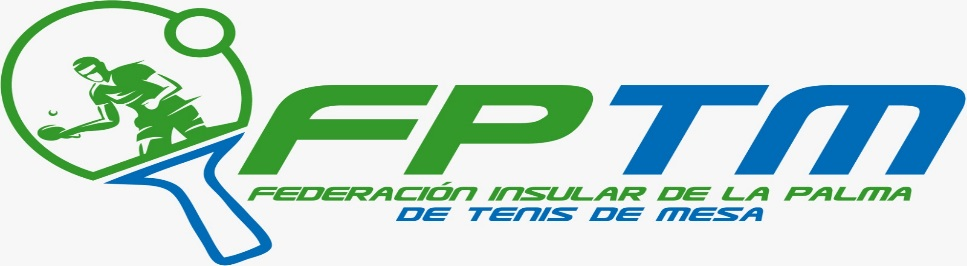 FPTM
FEDERACIÓN INSULAR DE LA PALMA
DE TENIS DE MESA